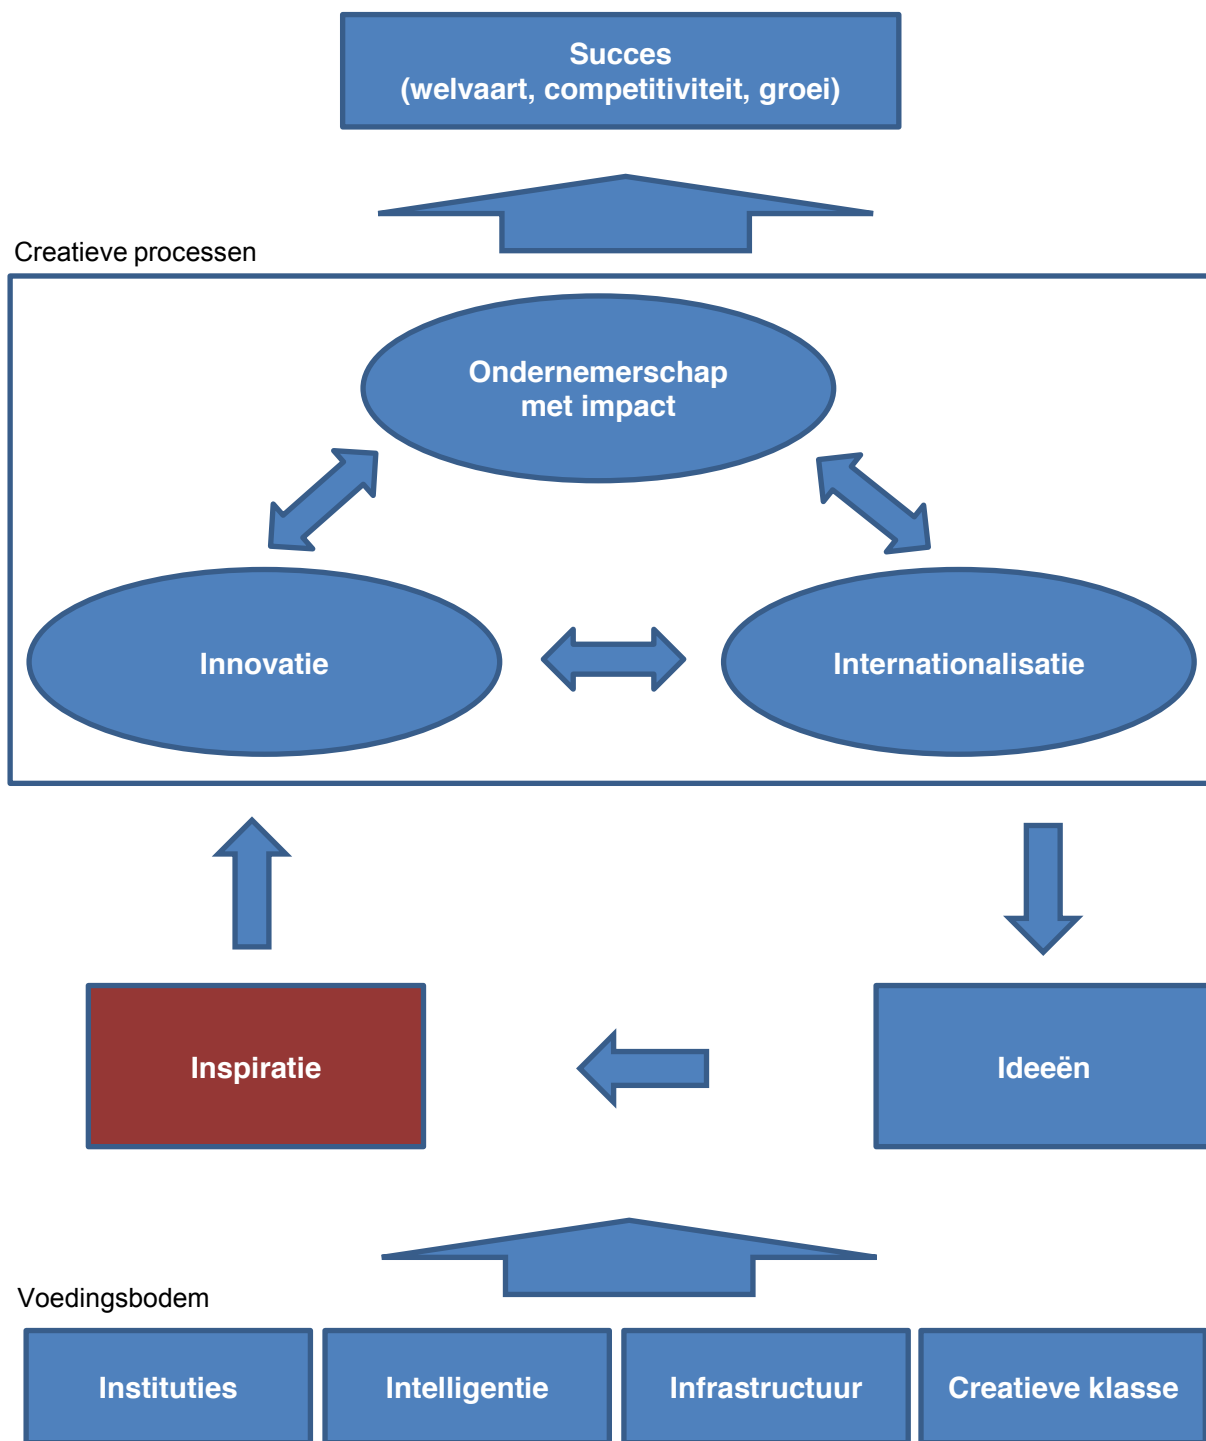 Succes
(welvaart, competitiviteit, groei)
Creatieve processen
Ondernemerschap
met impact
Innovatie
Internationalisatie
Inspiratie
Ideeën
Voedingsbodem
Instituties
Intelligentie
Infrastructuur
Creatieve klasse